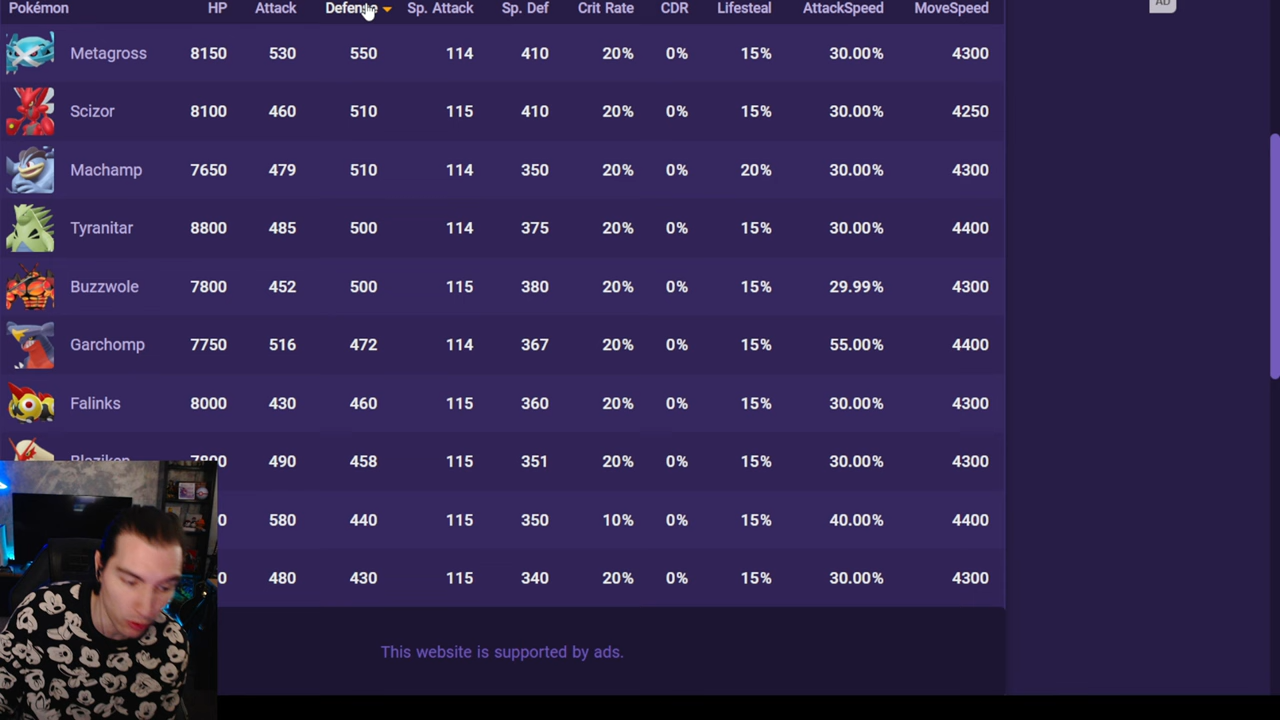 Pokémon HP Attack Defense Sp. Attack Sp. Def Crit Rate CDR Lifesteal AttackSpeed MoveSpeed
AD
Metagross 8150 530 550 114 410 20% 0% 15% 30.00% 4300
Scizor 8100 460 510 115 410 20% 0% 15% 30.00% 4250
Machamp 7650 479 510 114 350 20% 0% 20% 30.00% 4300
Tyranitar 8800 485 500 114 375 20% 0% 15% 30.00% 4400
Buzzwole 7800 452 500 115 380 20% 0% 15% 29.99% 4300
Garchomp 7750 516 472 114 367 20% 0% 15% 55.00% 4400
Falinks 8000 430 460 115 360 20% 0% 15% 30.00% 4300
Blaziken 490 458 115 351 20% 0% 15% 30.00% 4300
0 580 440 115 350 10% 0% 15% 40.00% 4400
0 480 430 115 340 20% 0% 15% 30.00% 4300
This website is supported by ads.